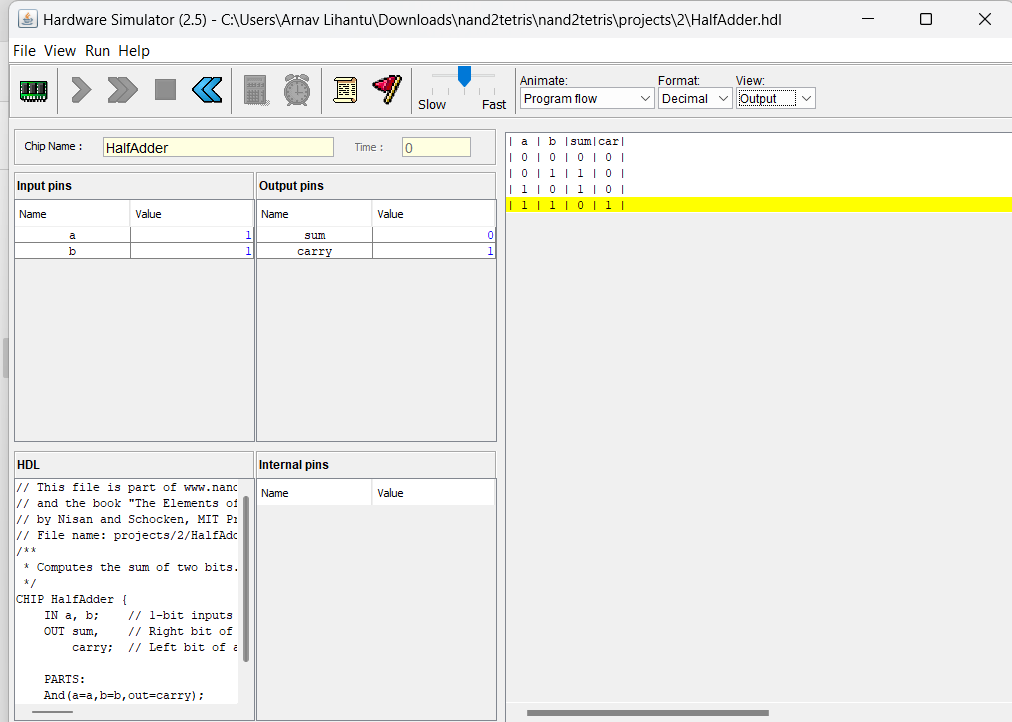 Hardware Simulator (2.5) - C:\Users\Arnav Lihantu\Downloads\nand2tetris\nand2tetris\projects\2\HalfAdder.hdl
File View Run Help
Slow Fast
Animate: Format: View:
Program flow Decimal Output
Chip Name : HalfAdder Time : 0
Input pins
Name Value
a 1
b 1
Output pins
Name Value
sum 0
carry 1
HDL
// This file is part of www.nand
// and the book "The Elements of
// by Nisan and Schocken, MIT Pr
// File name: projects/2/HalfAdd
/**
 * Computes the sum of two bits.
 */
CHIP HalfAdder {
    IN a, b;    // 1-bit inputs
    OUT sum,    // Right bit of
        carry;  // Left bit of a
    PARTS:
    And(a=a,b=b,out=carry);
Internal pins
Name Value
| a | b |sum|car|
| 0 | 0 | 0 | 0 |
| 0 | 1 | 1 | 0 |
| 1 | 0 | 1 | 0 |
| 1 | 1 | 0 | 1 |